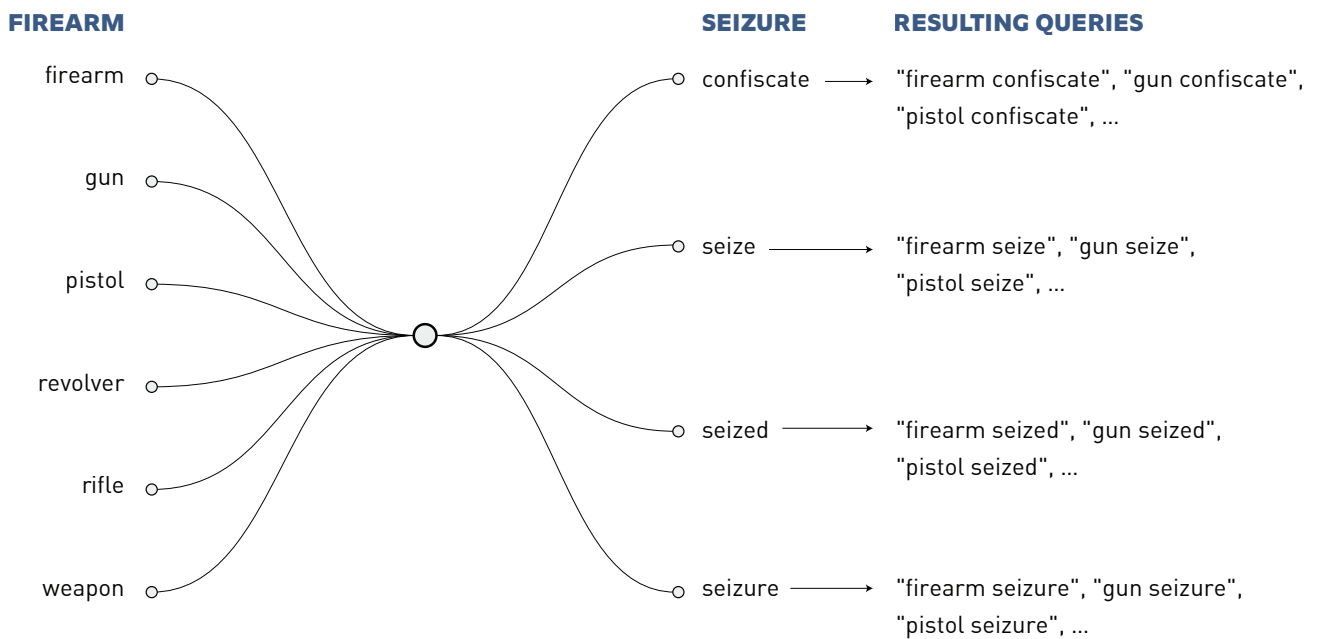 FIREARM
firearm
gun
pistol
revolver
rifle
weapon
SEIZURE
confiscate
seize
seized
seizure
RESULTING QUERIES
"firearm confiscate", "gun confiscate",
"pistol confiscate", ...
"firearm seize", "gun seize",
"pistol seize", ...
"firearm seized", "gun seized",
"pistol seized", ...
"firearm seizure", "gun seizure",
"pistol seizure", ...